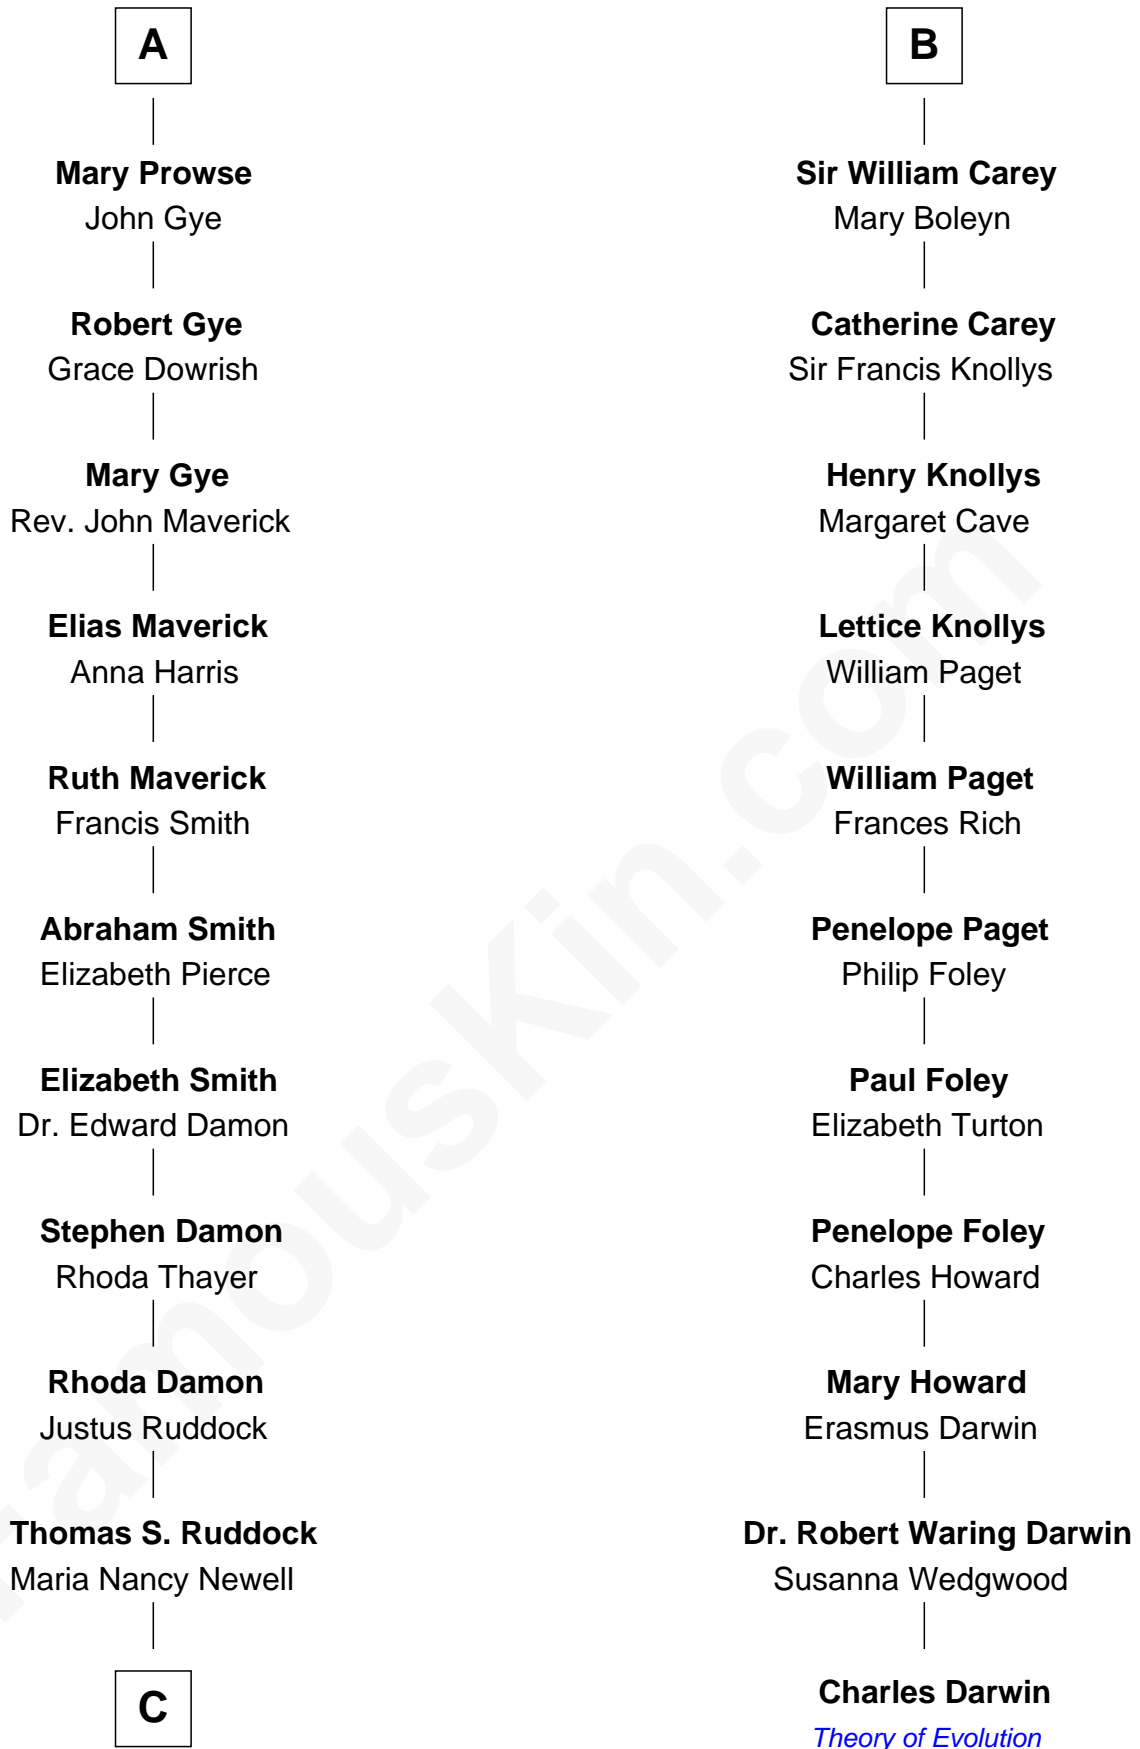 A
Mary Prowse
John Gye
Robert Gye
Grace Dowrish
Mary Gye
Rev. John Maverick
Elias Maverick
Anna Harris
Ruth Maverick
Francis Smith
Abraham Smith
Elizabeth Pierce
Elizabeth Smith
Dr. Edward Damon
Stephen Damon
Rhoda Thayer
Rhoda Damon
Justus Ruddock
Thomas S. Ruddock
Maria Nancy Newell
C
B
Sir William Carey
Mary Boleyn
Catherine Carey
Sir Francis Knollys
Henry Knollys
Margaret Cave
Lettice Knollys
William Paget
William Paget
Frances Rich
Penelope Paget
Philip Foley
Paul Foley
Elizabeth Turton
Penelope Foley
Charles Howard
Mary Howard
Erasmus Darwin
Dr. Robert Waring Darwin
Susanna Wedgwood
Charles Darwin
Theory of Evolution
FamousKin.com